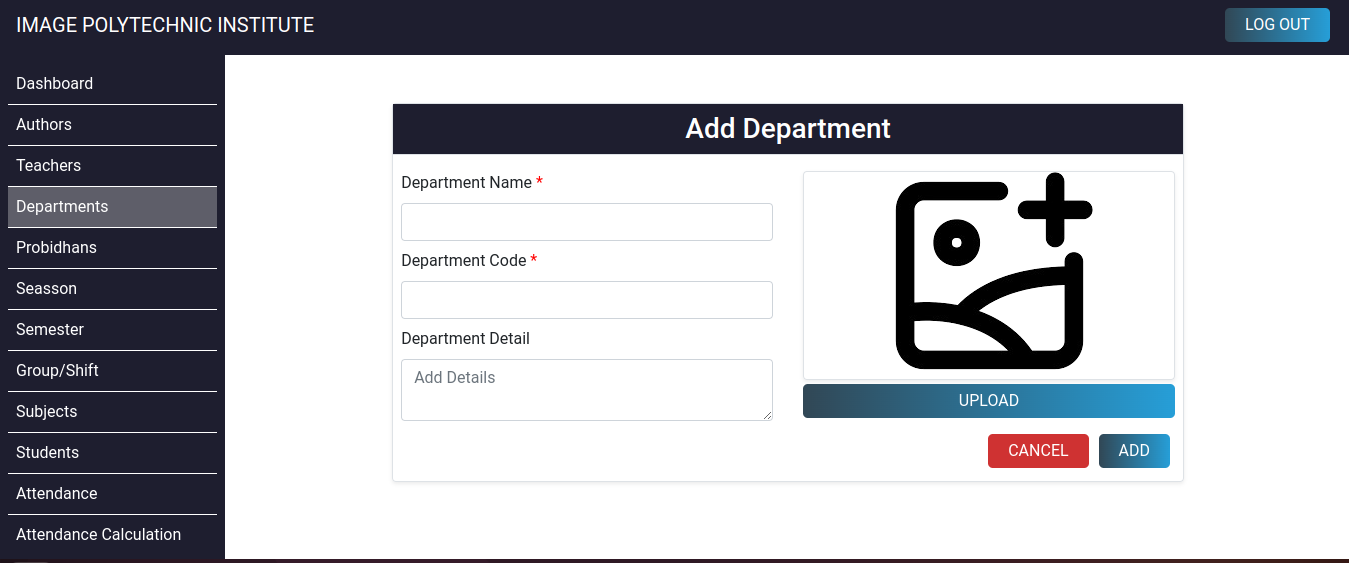 IMAGE POLYTECHNIC INSTITUTE
LOG OUT
Dashboard
Authors
Teachers
Departments
Probidhans
Seasson
Semester
Group/Shift
Subjects
Students
Attendance
Attendance Calculation
Add Department
Department Name *
Department Code *
Department Detail
Add Details
UPLOAD
CANCEL
ADD